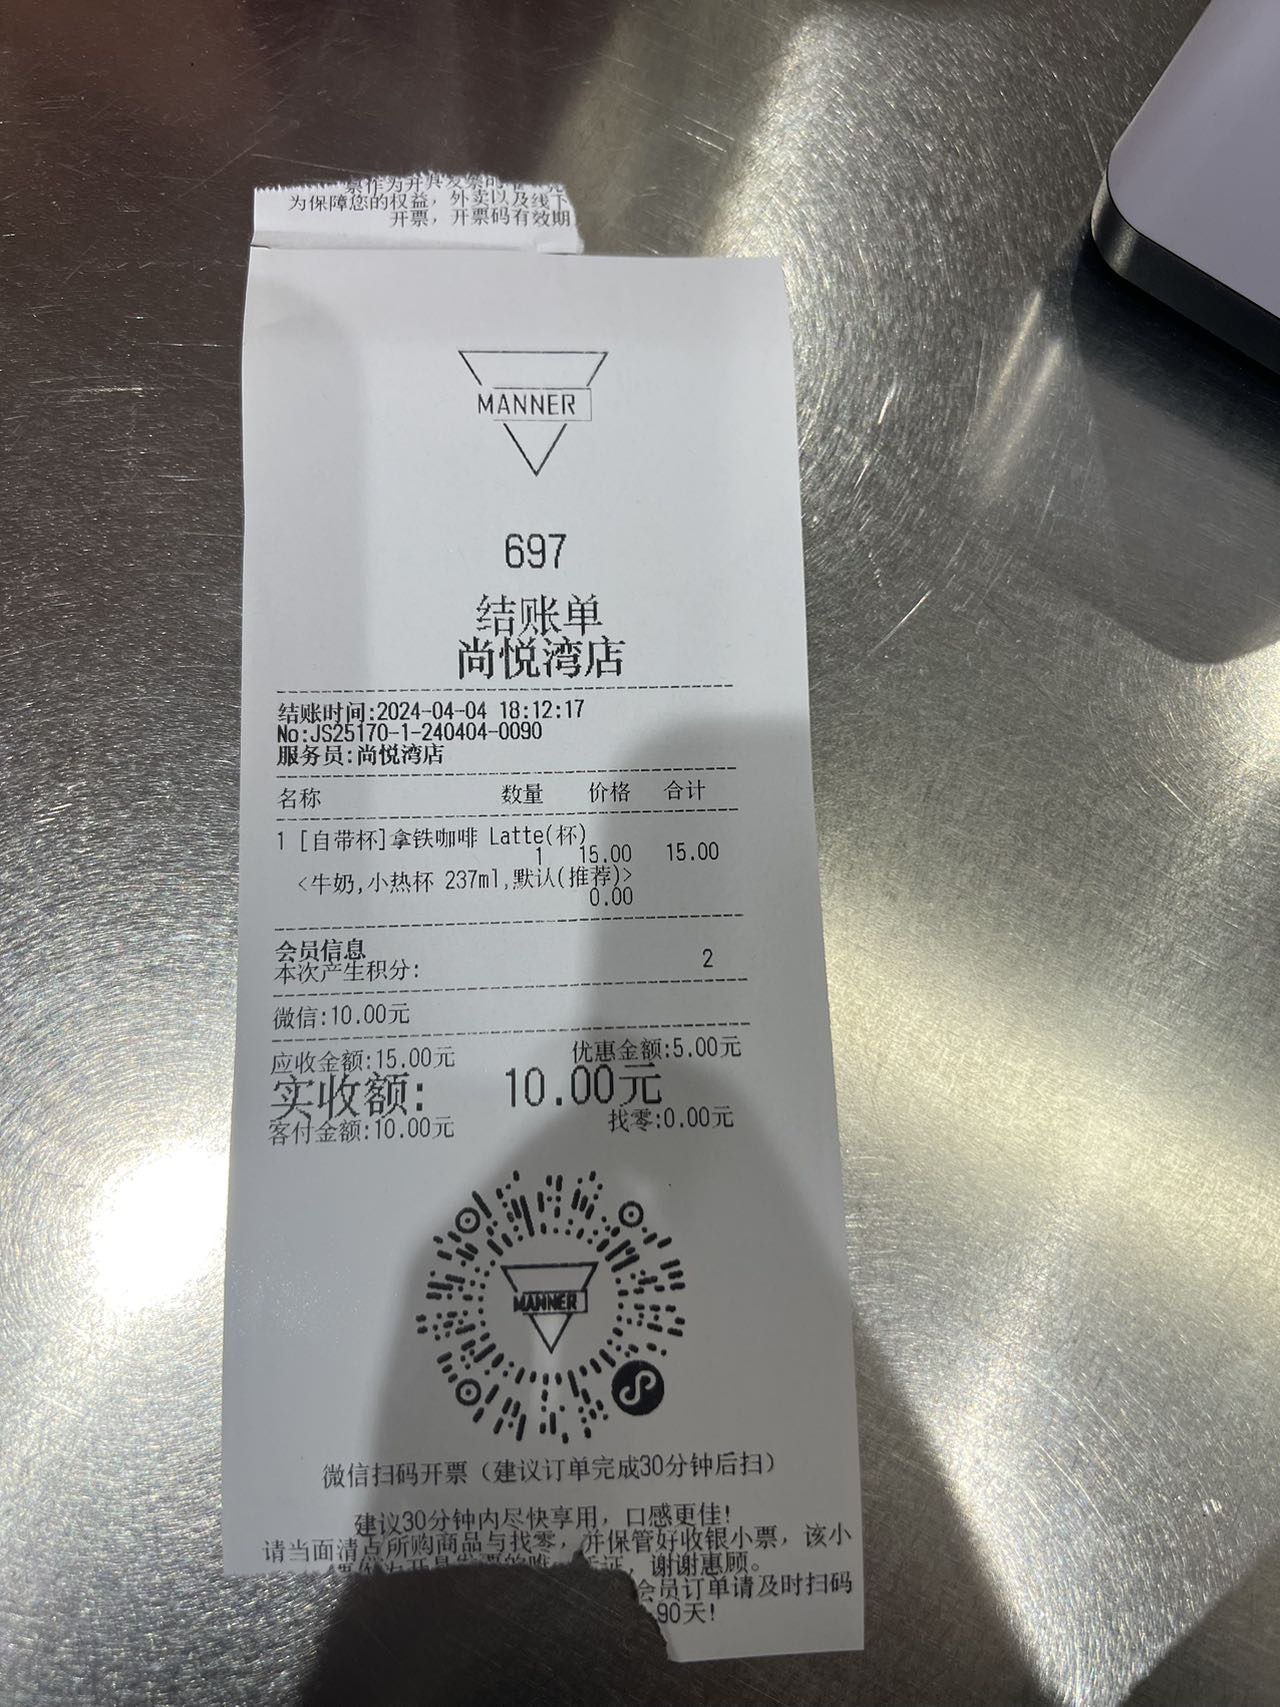 为保障您的权益，外卖以及线下
开票，开票码有效期
MANNER
697
结账单
尚悦湾店
结账时间:2024-04-04 18:12:17
No:JS25170-1-240404-0090
服务员:尚悦湾店
名称 数量 价格 合计
1 [自带杯]拿铁咖啡 Latte(杯)
1 15.00 15.00
<牛奶,小热杯 237ml,默认(推荐)>
0.00
会员信息
本次产生积分: 2
微信:10.00元
应收金额:15.00元 优惠金额:5.00元
实收额: 10.00元
客付金额:10.00元 找零:0.00元
MANNER
微信扫码开票（建议订单完成30分钟后扫）
建议30分钟内尽快享用，口感更佳!
请当面清点所购商品与找零，并保管好收银小票，该小
证，谢谢惠顾。
会员订单请及时扫码
90天!